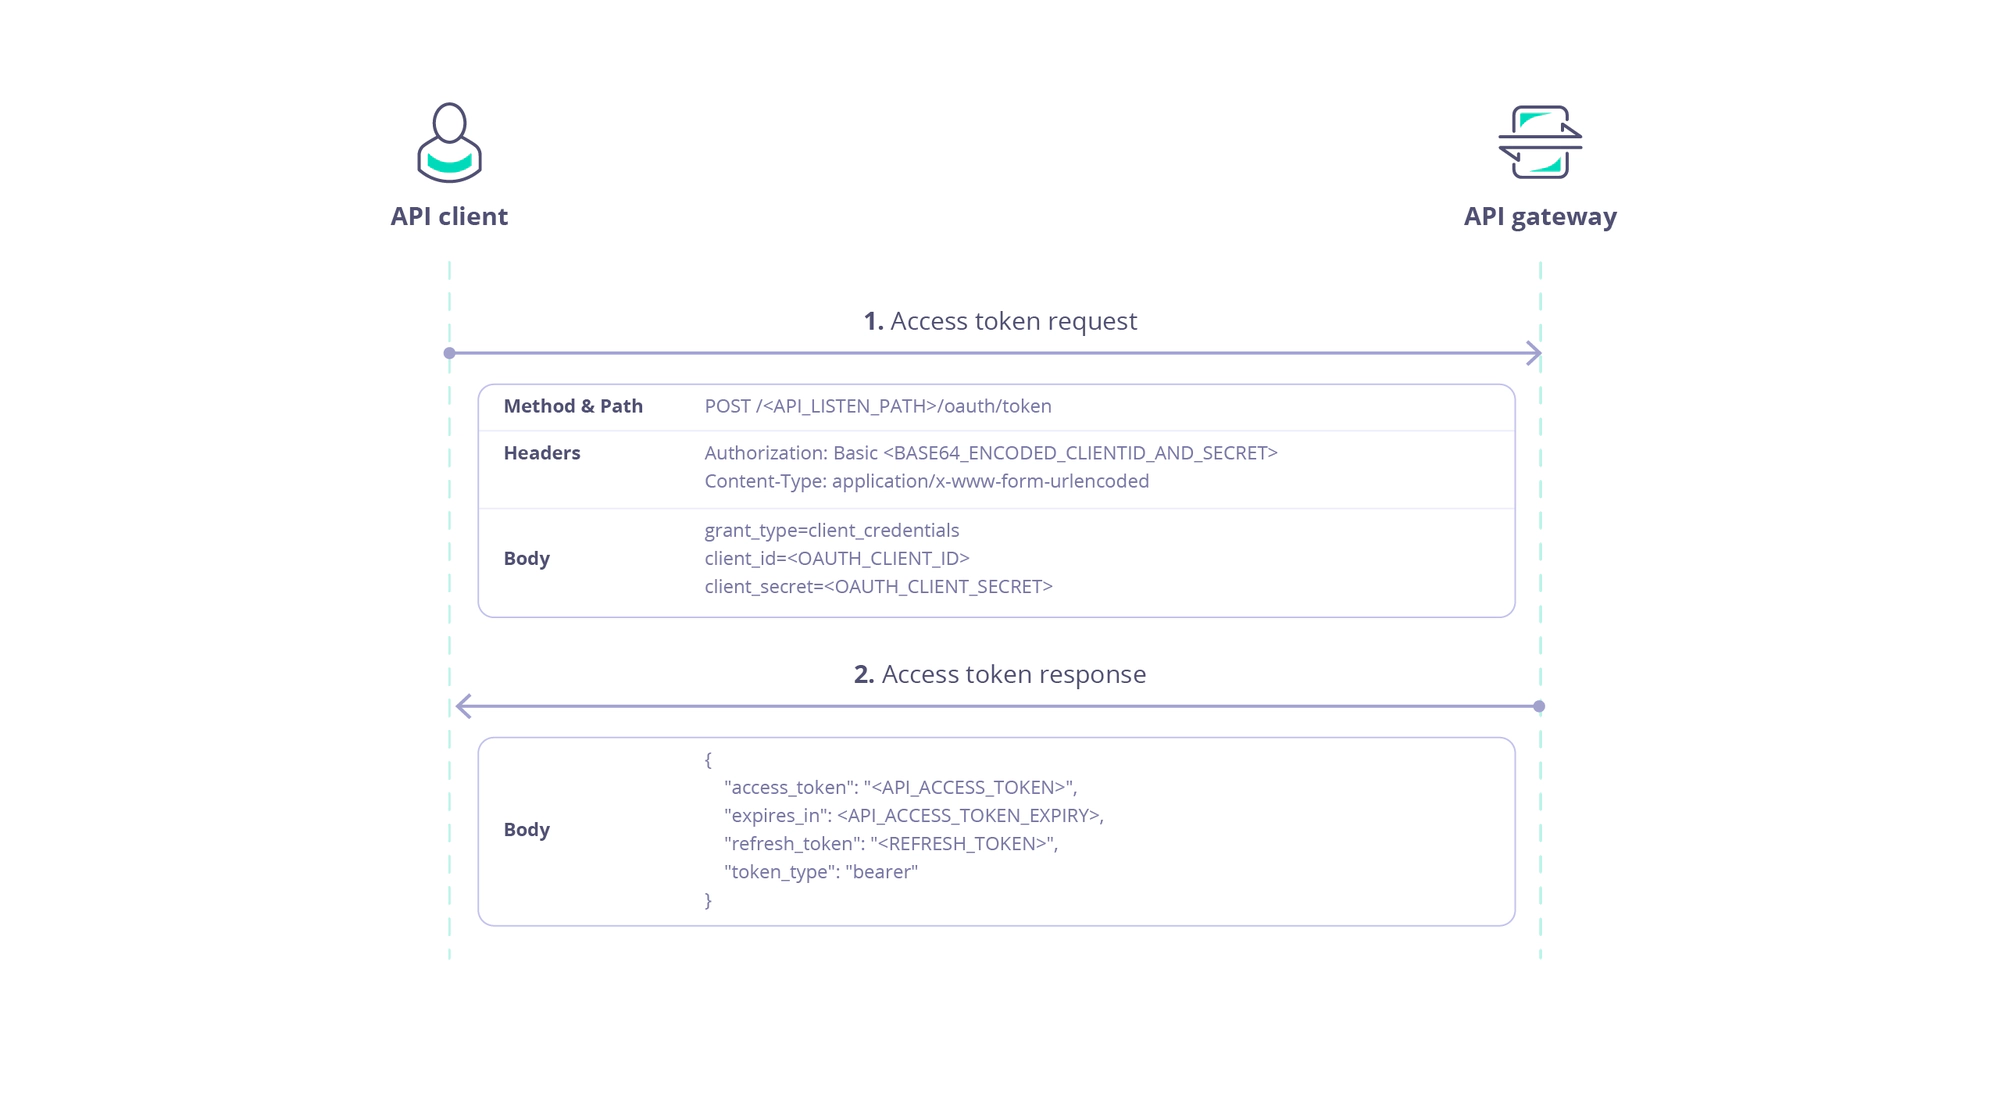 API client
API gateway
1. Access token request
Method & Path POST /<API_LISTEN_PATH>/oauth/token
Headers Authorization: Basic <BASE64_ENCODED_CLIENTID_AND_SECRET>
Content-Type: application/x-www-form-urlencoded
grant_type=client_credentials
Body client_id=<OAUTH_CLIENT_ID>
client_secret=<OAUTH_CLIENT_SECRET>
2. Access token response
{
"access_token": "<API_ACCESS_TOKEN>",
"expires_in": <API_ACCESS_TOKEN_EXPIRY>,
Body
"refresh_token": "<REFRESH_TOKEN>",
"token_type": "bearer"
}